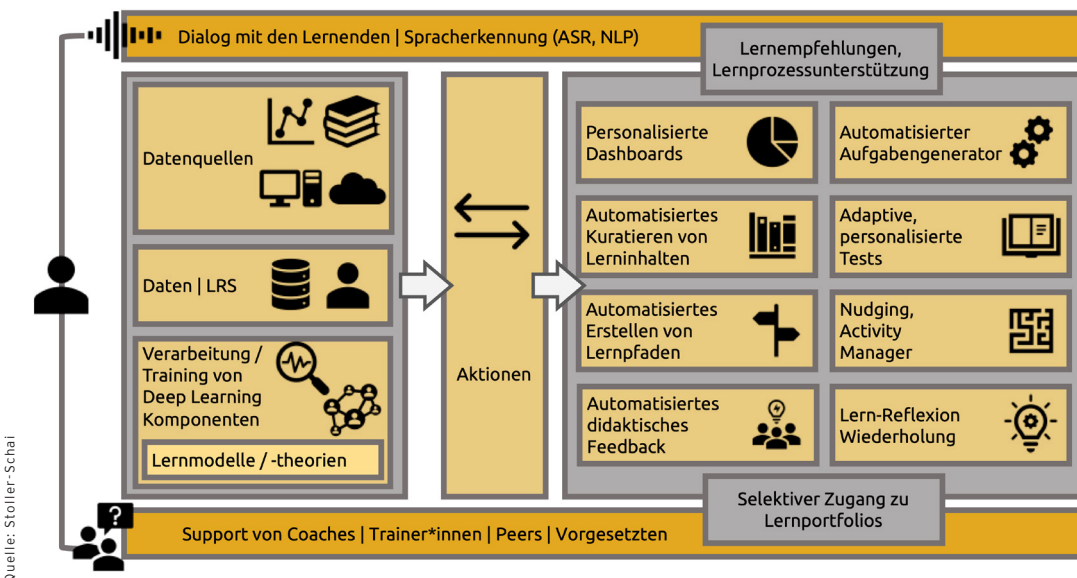 Dialog mit den Lernenden | Spracherkennung (ASR, NLP)
Lernempfehlungen,
Lernprozessunterstützung
Datenquellen
Daten | LRS
Verarbeitung /
Training von
Deep Learning
Komponenten
Lernmodelle / -theorien
Aktionen
Personalisierte
Dashboards
Automatisierter
Aufgabengenerator
Automatisiertes
Kuratieren von
Lerninhalten
Adaptive,
personalisierte
Tests
Automatisiertes
Erstellen von
Lernpfaden
Nudging,
Activity
Manager
Automatisiertes
didaktisches
Feedback
Lern-Reflexion
Wiederholung
Selektiver Zugang zu
Lernportfolios
?
Support von Coaches | Trainer*innen | Peers | Vorgesetzten
Quelle: Stoller-Schai